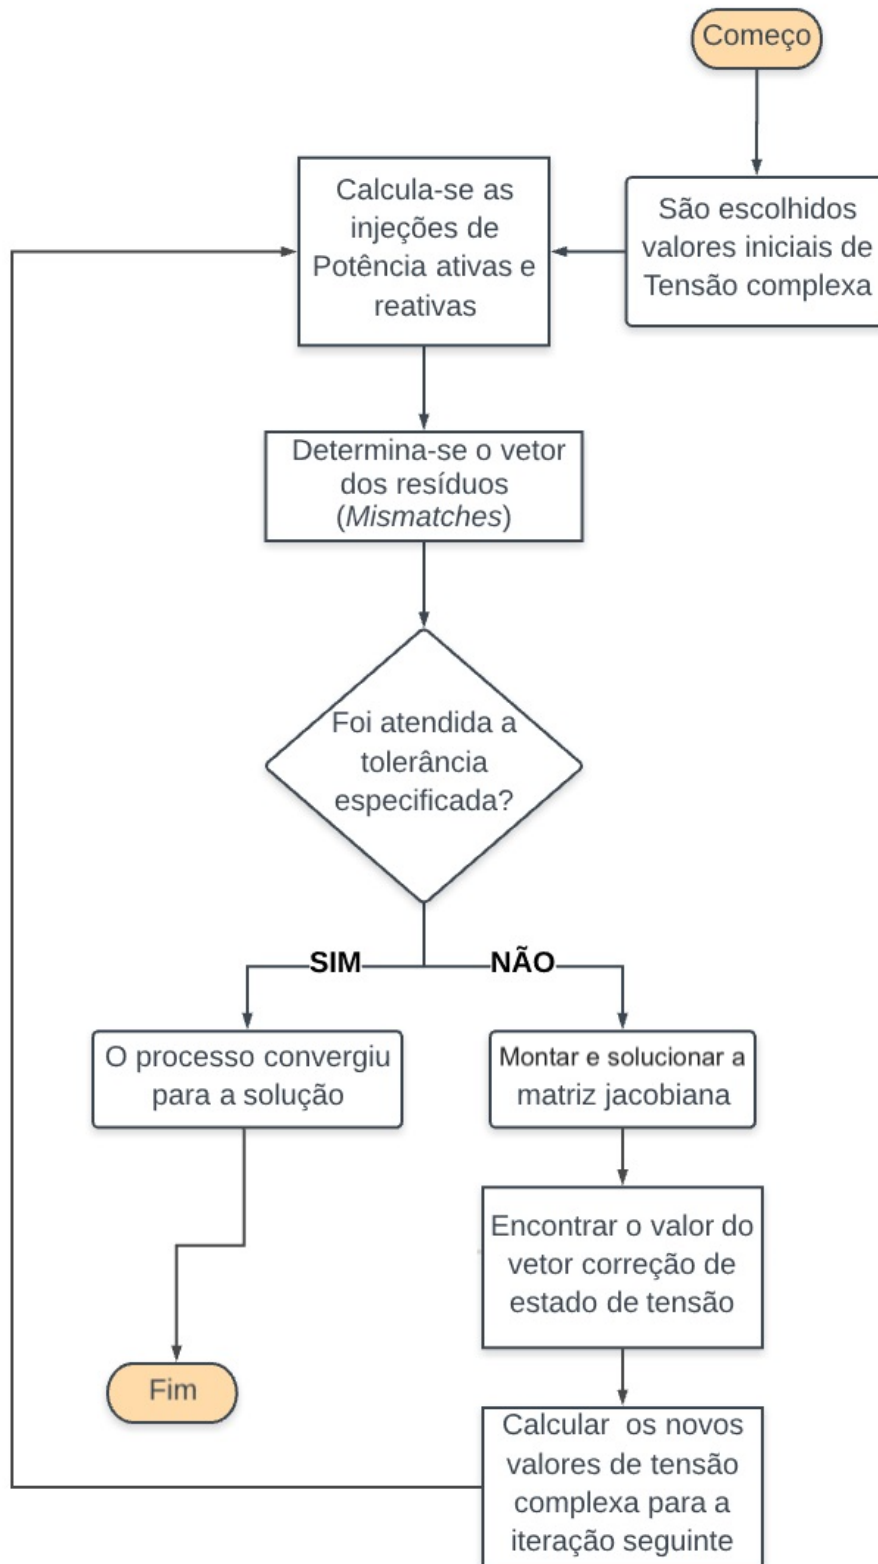 Começo
São escolhidos
valores iniciais de
Tensão complexa
Calcula-se as
injeções de
Potência ativas e
reativas
Determina-se o vetor
dos resíduos
(Mismatches)
Foi atendida a
tolerância
especificada?
SIM
NÃO
O processo convergiu
para a solução
Montar e solucionar a
matriz jacobiana
Encontrar o valor do
vetor correção de
estado de tensão
Fim
Calcular os novos
valores de tensão
complexa para a
iteração seguinte